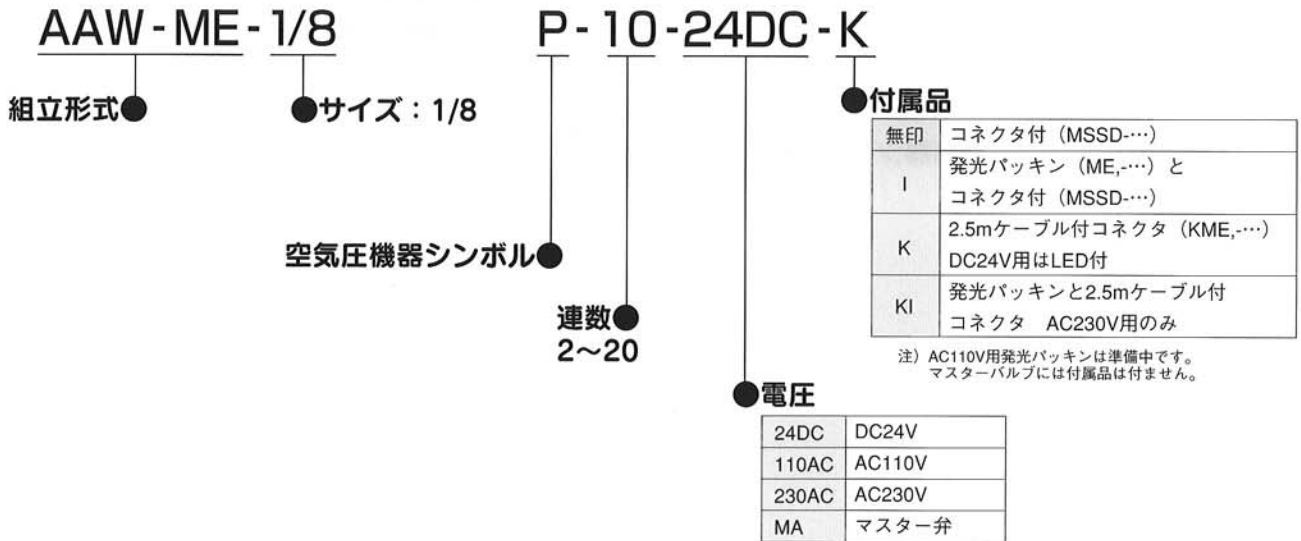 AAW-ME-1/8 P-10-24DC-K
組立形式
サイズ：1/8
空気圧機器シンボル
連数
2～20
付属品
無印 コネクタ付（MSSD-…）
I 発光パッキン（ME,-…）と
コネクタ付（MSSD-…）
K 2.5mケーブル付コネクタ（KME,-…）
DC24V用はLED付
KI 発光パッキンと2.5mケーブル付
コネクタ　AC230V用のみ
注）AC110V用発光パッキンは準備中です。
マスターバルブには付属品は付ません。
電圧
24DC DC24V
110AC AC110V
230AC AC230V
MA マスター弁